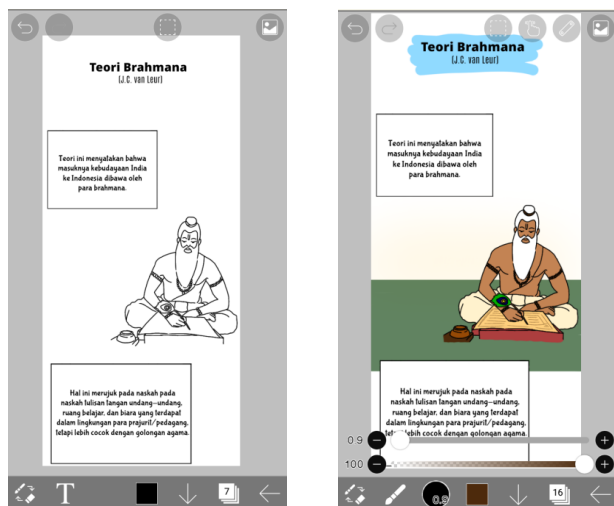 Teori Brahmana
(J.C. van Leur)
Teori ini menyatakan bahwa
masuknya kebudayaan India
ke Indonesia dibawa oleh
para brahmana.
Hal ini merujuk pada naskah pada
naskah tulisan tangan undang-undang,
ruang belajar, dan biara yang terdapat
dalam lingkungan para prajurit/pedagang,
tetapi lebih cocok dengan golongan agama.
T
7
Teori Brahmana
(J.C. van Leur)
Teori ini menyatakan bahwa
masuknya kebudayaan India
ke Indonesia dibawa oleh
para brahmana.
Hal ini merujuk pada naskah pada
naskah tulisan tangan undang-undang,
ruang belajar, dan biara yang terdapat
dalam lingkungan para prajurit/pedagang,
lebih cocok dengan golongan agama.
0.9
100
0.9
16